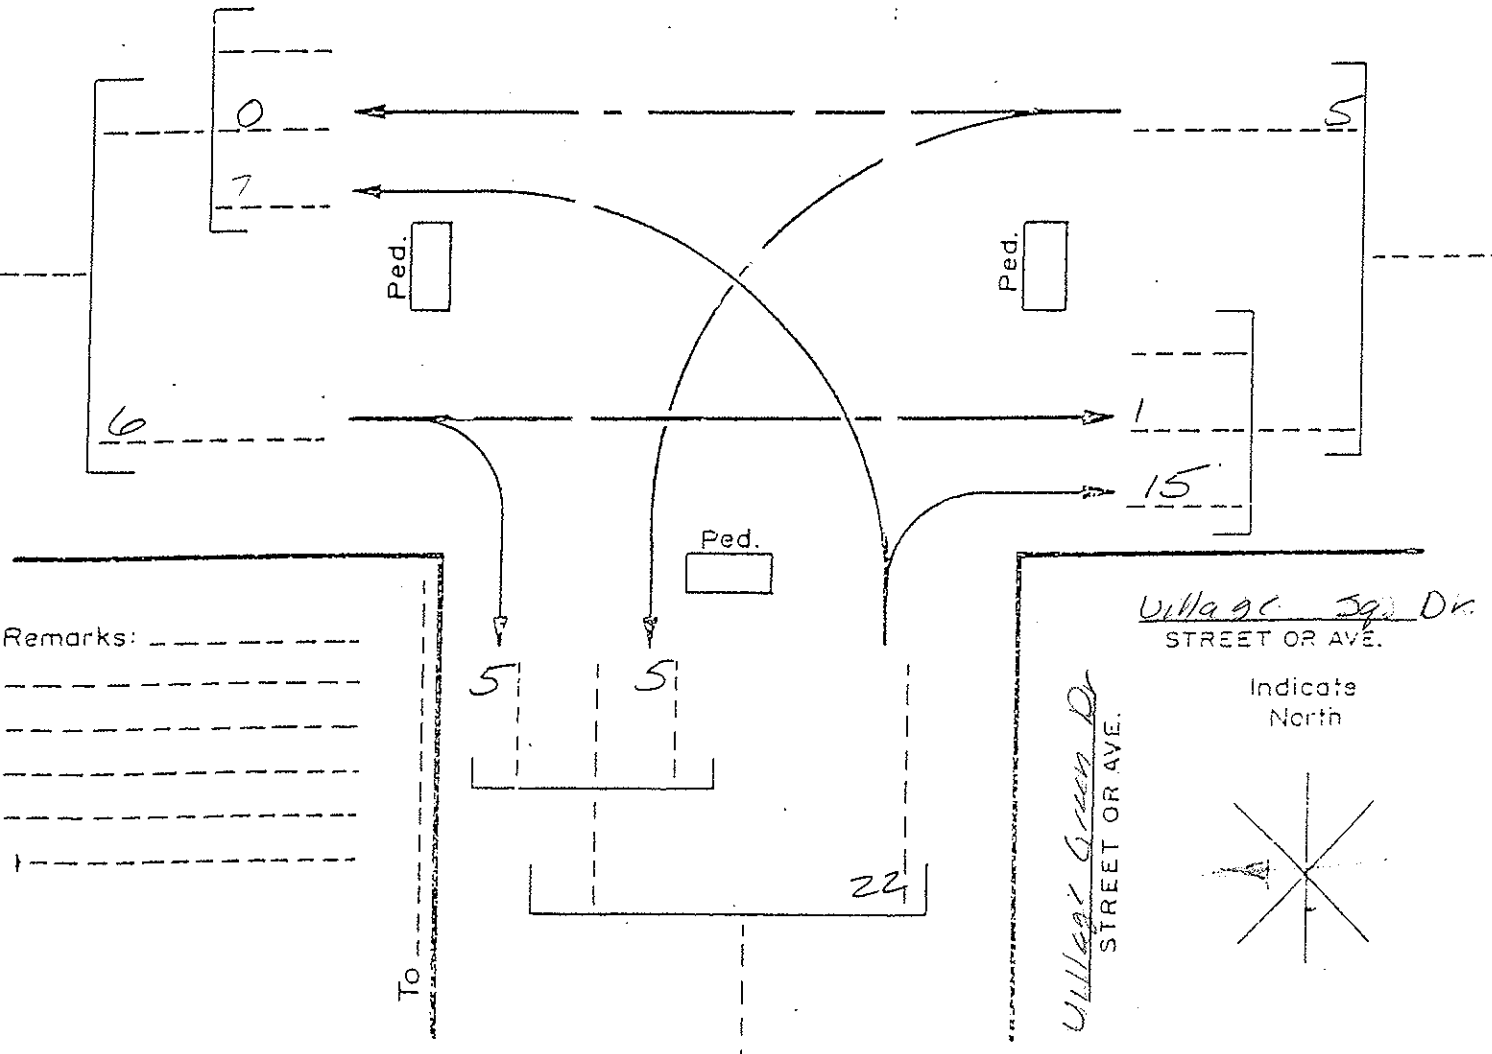 0
5
7
Ped.
Ped.
6
1
15
Ped.
Village Sq. Dr.
STREET OR AVE.
Remarks:
5
5
Indicate
North
Village Green Dr
STREET OR AVE.
22
To